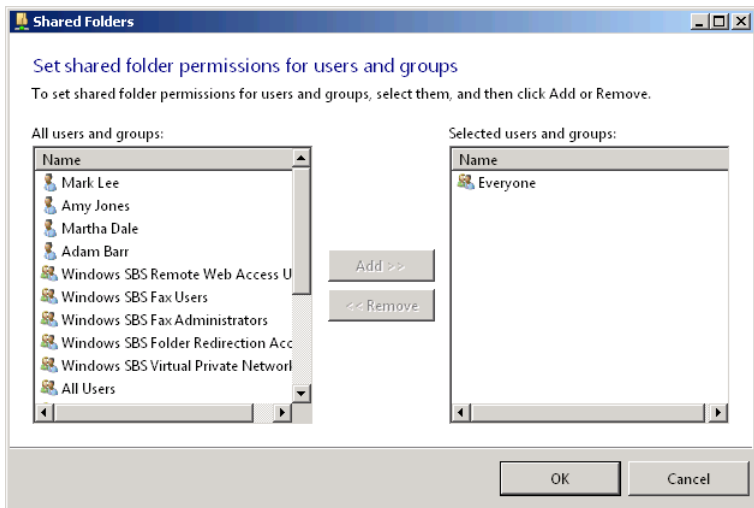 Shared Folders
Set shared folder permissions for users and groups
To set shared folder permissions for users and groups, select them, and then click Add or Remove.
All users and groups:
Name
Mark Lee
Amy Jones
Martha Dale
Adam Barr
Windows SBS Remote Web Access U
Windows SBS Fax Users
Windows SBS Fax Administrators
Windows SBS Folder Redirection Acc
Windows SBS Virtual Private Network
All Users
Add >>
<< Remove
Selected users and groups:
Name
Everyone
OK
Cancel